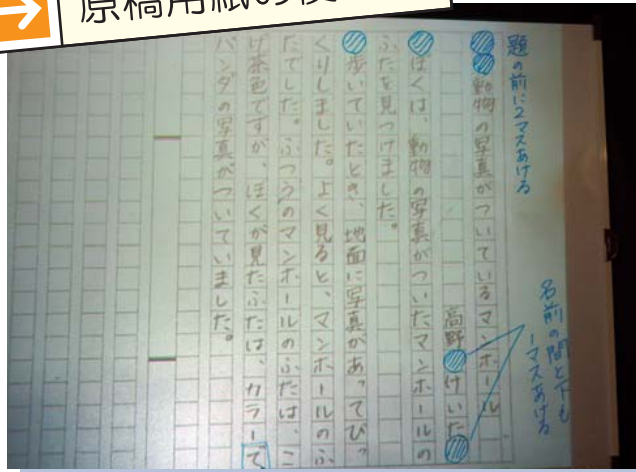 原稿用紙の使
題の前に2マスあける
動物の写真がついているマンホール
名前の間と下も
1マスあける
高野 けいた
ぼくは、動物の写真がついたマンホールの
ふたを見つけました。
歩いていたとき、地面に写真があってびっ
くりしました。よく見ると、マンホールのふ
たでした。ふつうのマンホールのふたは、こ
げ茶色ですが、ぼくが見たふたは、カラーで
パンダの写真がついていました。